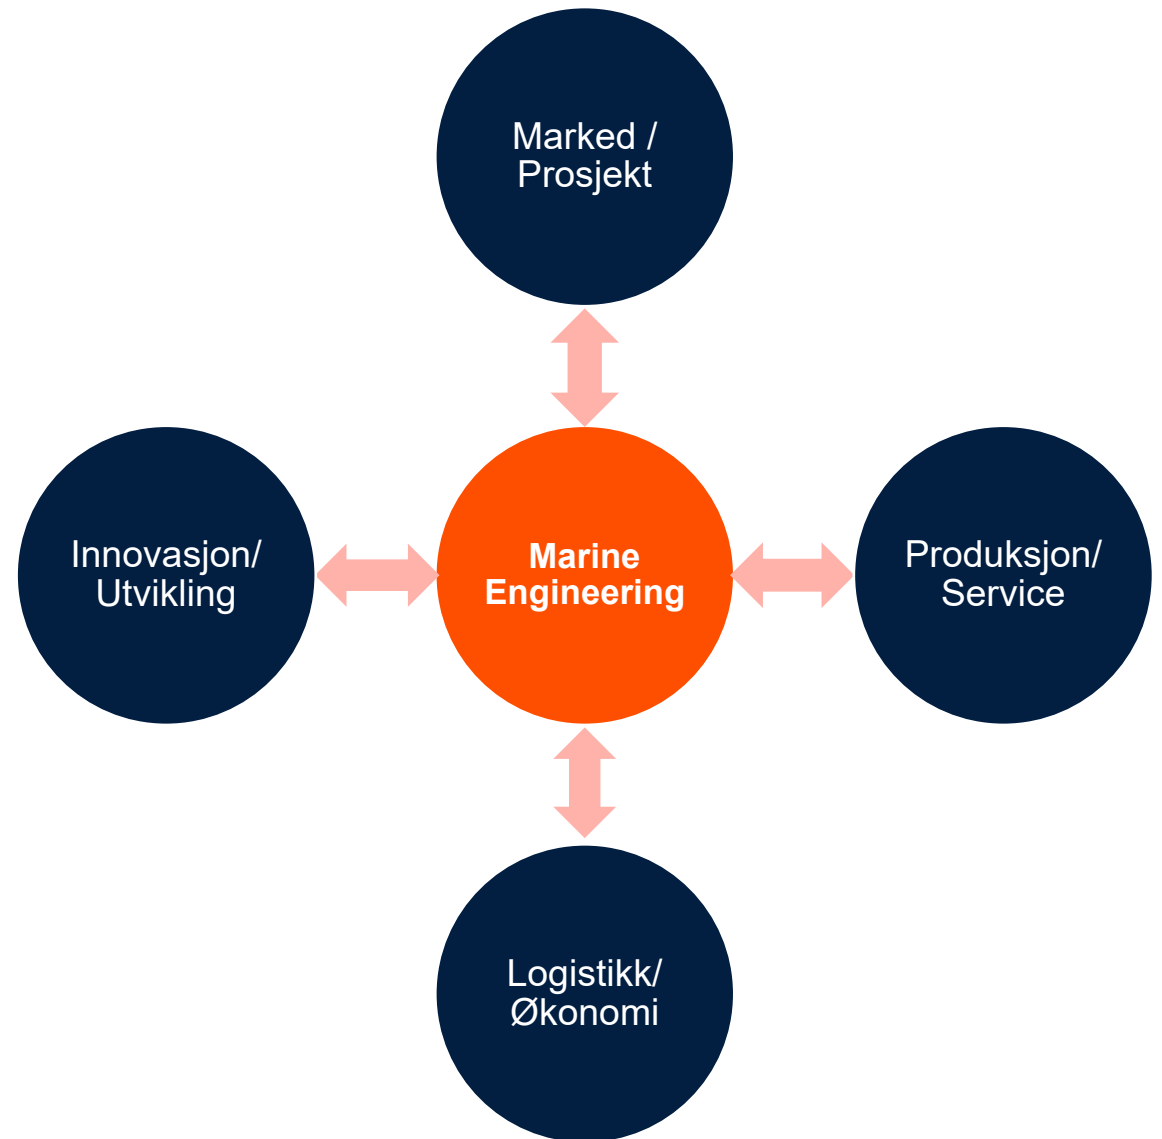 Marked /
Prosjekt
Innovasjon/
Utvikling
Marine
Engineering
Produksjon/
Service
Logistikk/
Økonomi